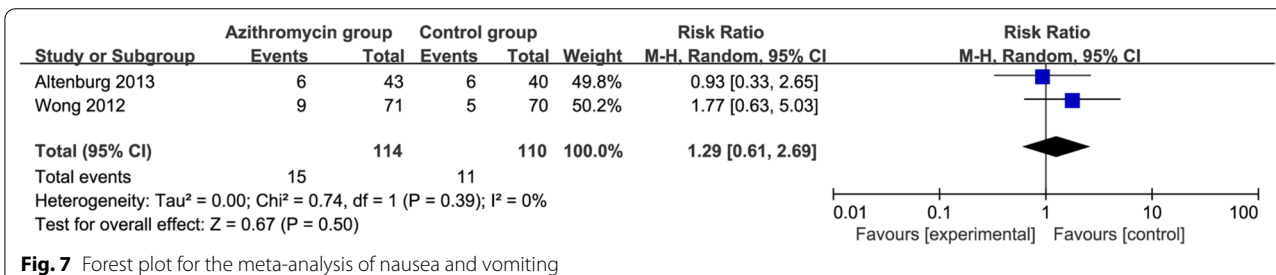 Azithromycin group Control group Risk Ratio Risk Ratio
Study or Subgroup Events Total Events Total Weight M-H, Random, 95% CI M-H, Random, 95% CI
Altenburg 2013 6 43 6 40 49.8% 0.93 [0.33, 2.65]
Wong 2012 9 71 5 70 50.2% 1.77 [0.63, 5.03]
Total (95% CI) 114 110 100.0% 1.29 [0.61, 2.69]
Total events 15 11
Heterogeneity: Tau² = 0.00; Chi² = 0.74, df = 1 (P = 0.39); I² = 0%
Test for overall effect: Z = 0.67 (P = 0.50)
0.01 0.1 1 10 100
Favours [experimental] Favours [control]
Fig. 7 Forest plot for the meta-analysis of nausea and vomiting